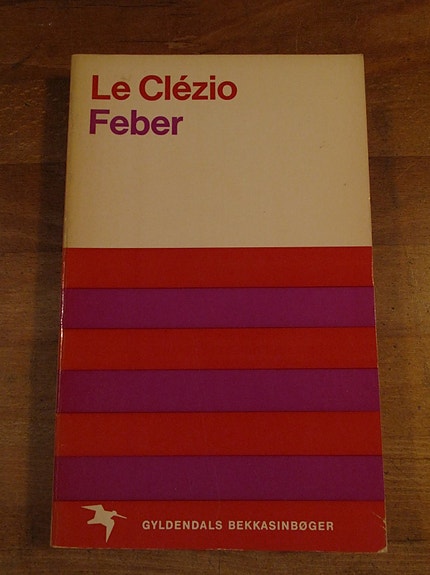 Le Clézio
Feber
GYLDENDALS BEKKASINBØGER